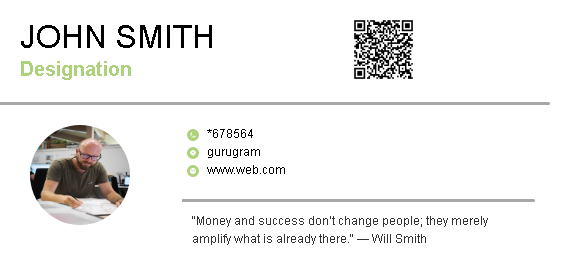 JOHN SMITH
Designation
*678564
gurugram
www.web.com
"Money and success don't change people; they merely
amplify what is already there." — Will Smith